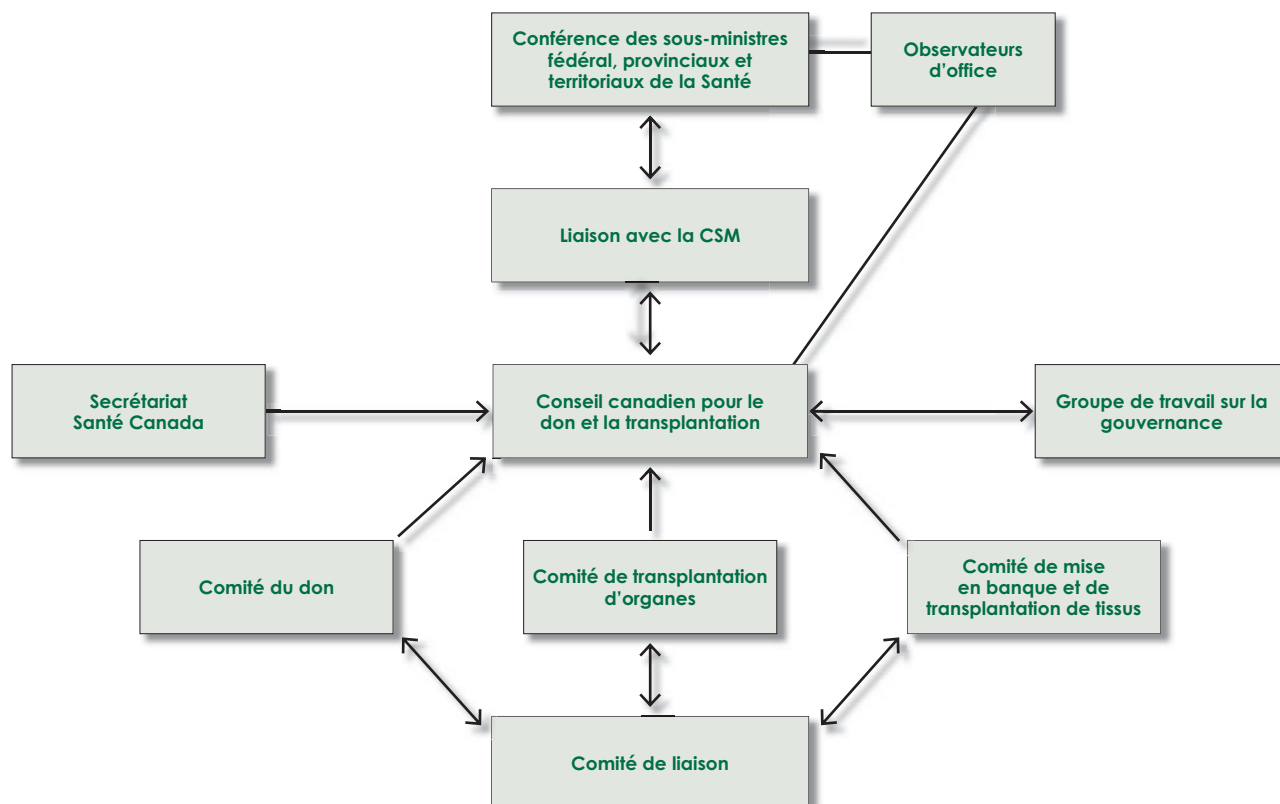 Conférence des sous-ministres
fédéral, provinciaux et
territoriaux de la Santé
Observateurs
d’office
Liaison avec la CSM
Secrétariat
Santé Canada
Conseil canadien pour le
don et la transplantation
Groupe de travail sur la
gouvernance
Comité du don
Comité de transplantation
d’organes
Comité de mise
en banque et de
transplantation de tissus
Comité de liaison